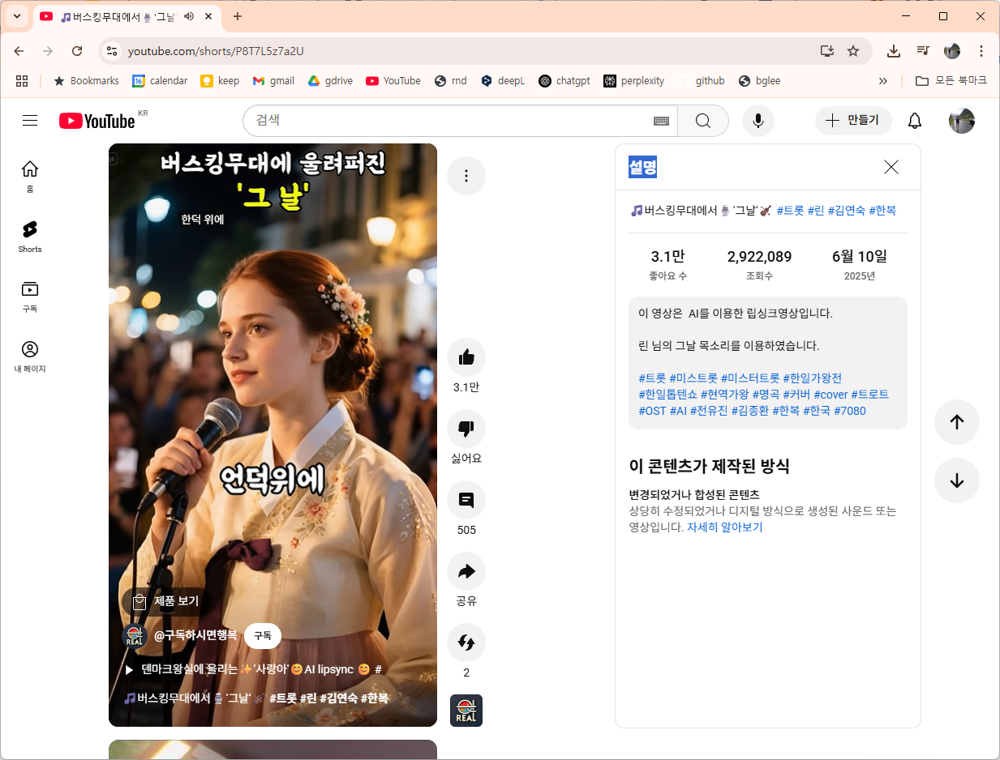 🎵버스킹무대에서🎙️'그날'
youtube.com/shorts/P8T7L5z7a2U
Bookmarks
16 calendar
keep
gmail
gdrive
YouTube
rnd
deepL
chatgpt
perplexity
github
bglee
모든 북마크
YouTube KR
검색
만들기
홈
Shorts
구독
내 페이지
버스킹무대에 울려퍼진
'그 날'
한덕 위에
언덕위에
제품 보기
REAL
@구독하시면행복
구독
덴마크왕실에 울리는✨'사랑아'😊AI lipsync 😊 #
🎵버스킹무대에서🎙️'그날'🎻 #트롯 #린 #김연숙 #한복
3.1만
싫어요
505
공유
2
REAL
설명
🎵버스킹무대에서🎙️'그날'🎻 #트롯 #린 #김연숙 #한복
3.1만
좋아요 수
2,922,089
조회수
6월 10일
2025년
이 영상은  AI를 이용한 립싱크영상입니다.
린 님의 그날 목소리를 이용하였습니다.
#트롯 #미스트롯 #미스터트롯 #한일가왕전
#한일톱텐쇼 #현역가왕 #명곡 #커버 #cover #트로트
#OST #AI #전유진 #김종환 #한복 #한국 #7080
이 콘텐츠가 제작된 방식
변경되었거나 합성된 콘텐츠
상당히 수정되었거나 디지털 방식으로 생성된 사운드 또는
영상입니다. 자세히 알아보기